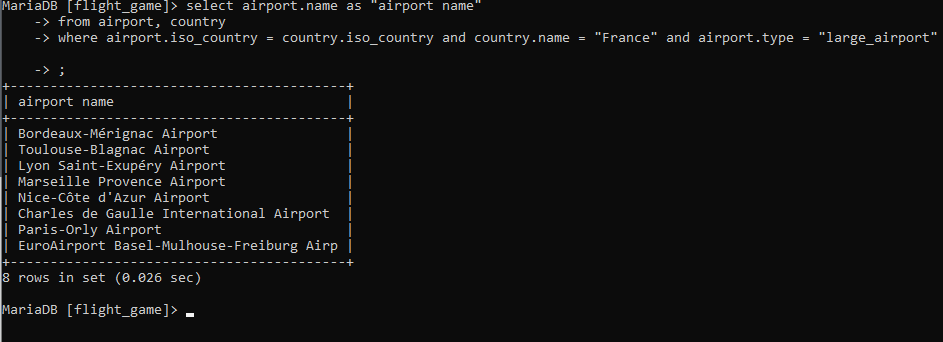 MariaDB [flight_game]> select airport.name as "airport name"
    -> from airport, country
    -> where airport.iso_country = country.iso_country and country.name = "France" and airport.type = "large_airport"
    -> ;
+------------------------------------------+
| airport name                             |
+------------------------------------------+
| Bordeaux-Mérignac Airport                |
| Toulouse-Blagnac Airport                 |
| Lyon Saint-Exupéry Airport               |
| Marseille Provence Airport               |
| Nice-Côte d'Azur Airport                 |
| Charles de Gaulle International Airport  |
| Paris-Orly Airport                       |
| EuroAirport Basel-Mulhouse-Freiburg Airp |
+------------------------------------------+
8 rows in set (0.026 sec)
MariaDB [flight_game]> _